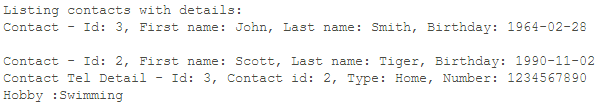 Listing contacts with details:
Contact - Id: 3, First name: John, Last name: Smith, Birthday: 1964-02-28
Contact - Id: 2, First name: Scott, Last name: Tiger, Birthday: 1990-11-02
Contact Tel Detail - Id: 3, Contact id: 2, Type: Home, Number: 1234567890
Hobby :Swimming